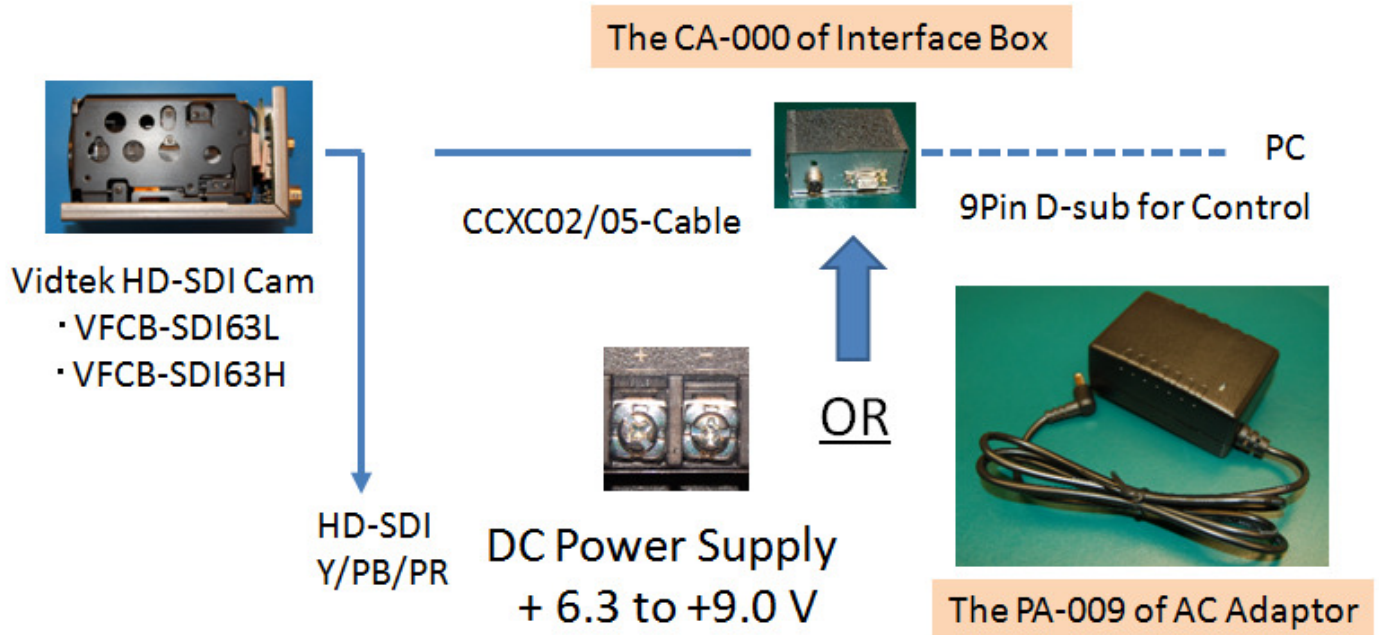 The CA-000 of Interface Box
PC
CCXC02/05-Cable
9Pin D-sub for Control
Vidtek HD-SDI Cam
・VFCB-SDI63L
・VFCB-SDI63H
+ -
OR
HD-SDI
Y/PB/PR
DC Power Supply
+ 6.3 to +9.0 V
The PA-009 of AC Adaptor